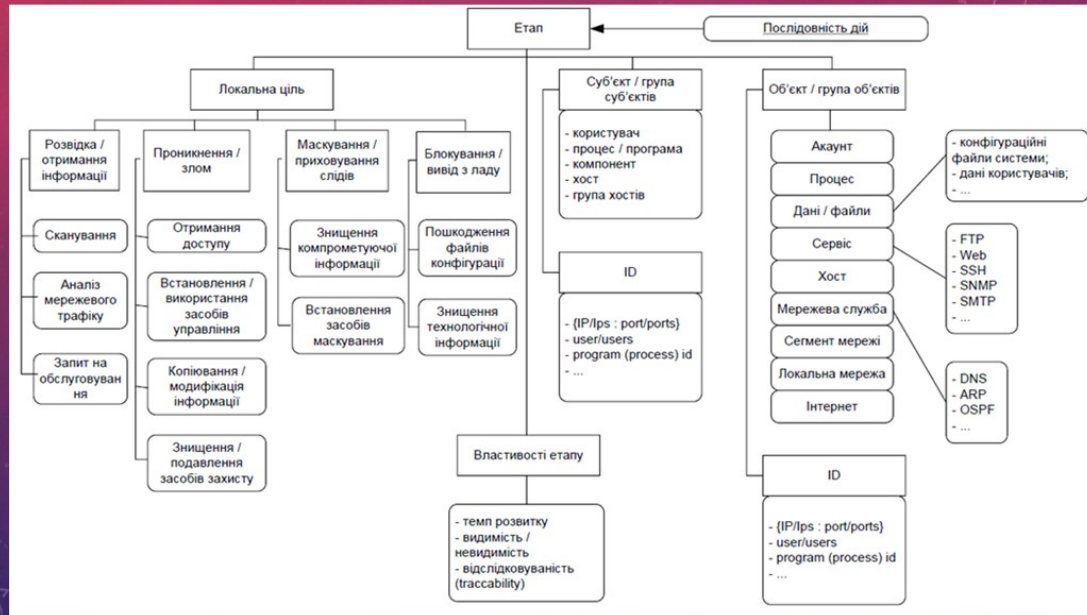 Етап
Послідовність дій
Локальна ціль
Суб'єкт / група
суб'єктів
Об'єкт / група об'єктів
Розвідка /
отримання
інформації
Проникнення /
злом
Маскування /
приховування
слідів
Блокування /
вивід з ладу
Сканування
Аналіз
мережевого
трафіку
Запит на
обслуговуван
ня
Отримання
доступу
Встановлення /
використання
засобів
управління
Копіювання /
модифікація
інформації
Знищення /
подавлення
засобів захисту
Знищення
компрометуючої
інформації
Встановлення
засобів
маскування
Пошкодження
файлів
конфігурації
Знищення
технологічної
інформації
- користувач
- процес / програма
- компонент
- хост
- група хостів
ID
- {IP/Ips : port/ports}
- user/users
- program (process) id
- ...
Властивості етапу
- темп розвитку
- видимість /
невидимість
- відслідковуваність
(traccability)
Акаунт
Процес
Дані / файли
Сервіс
Хост
Мережева служба
Сегмент мережі
Локальна мережа
Інтернет
- конфігураційні
файли системи;
- дані користувачів;
- ...
- FTP
- Web
- SSH
- SNMP
- SMTP
- ...
- DNS
- ARP
- OSPF
- ...
ID
- {IP/Ips : port/ports}
- user/users
- program (process) id
- ...